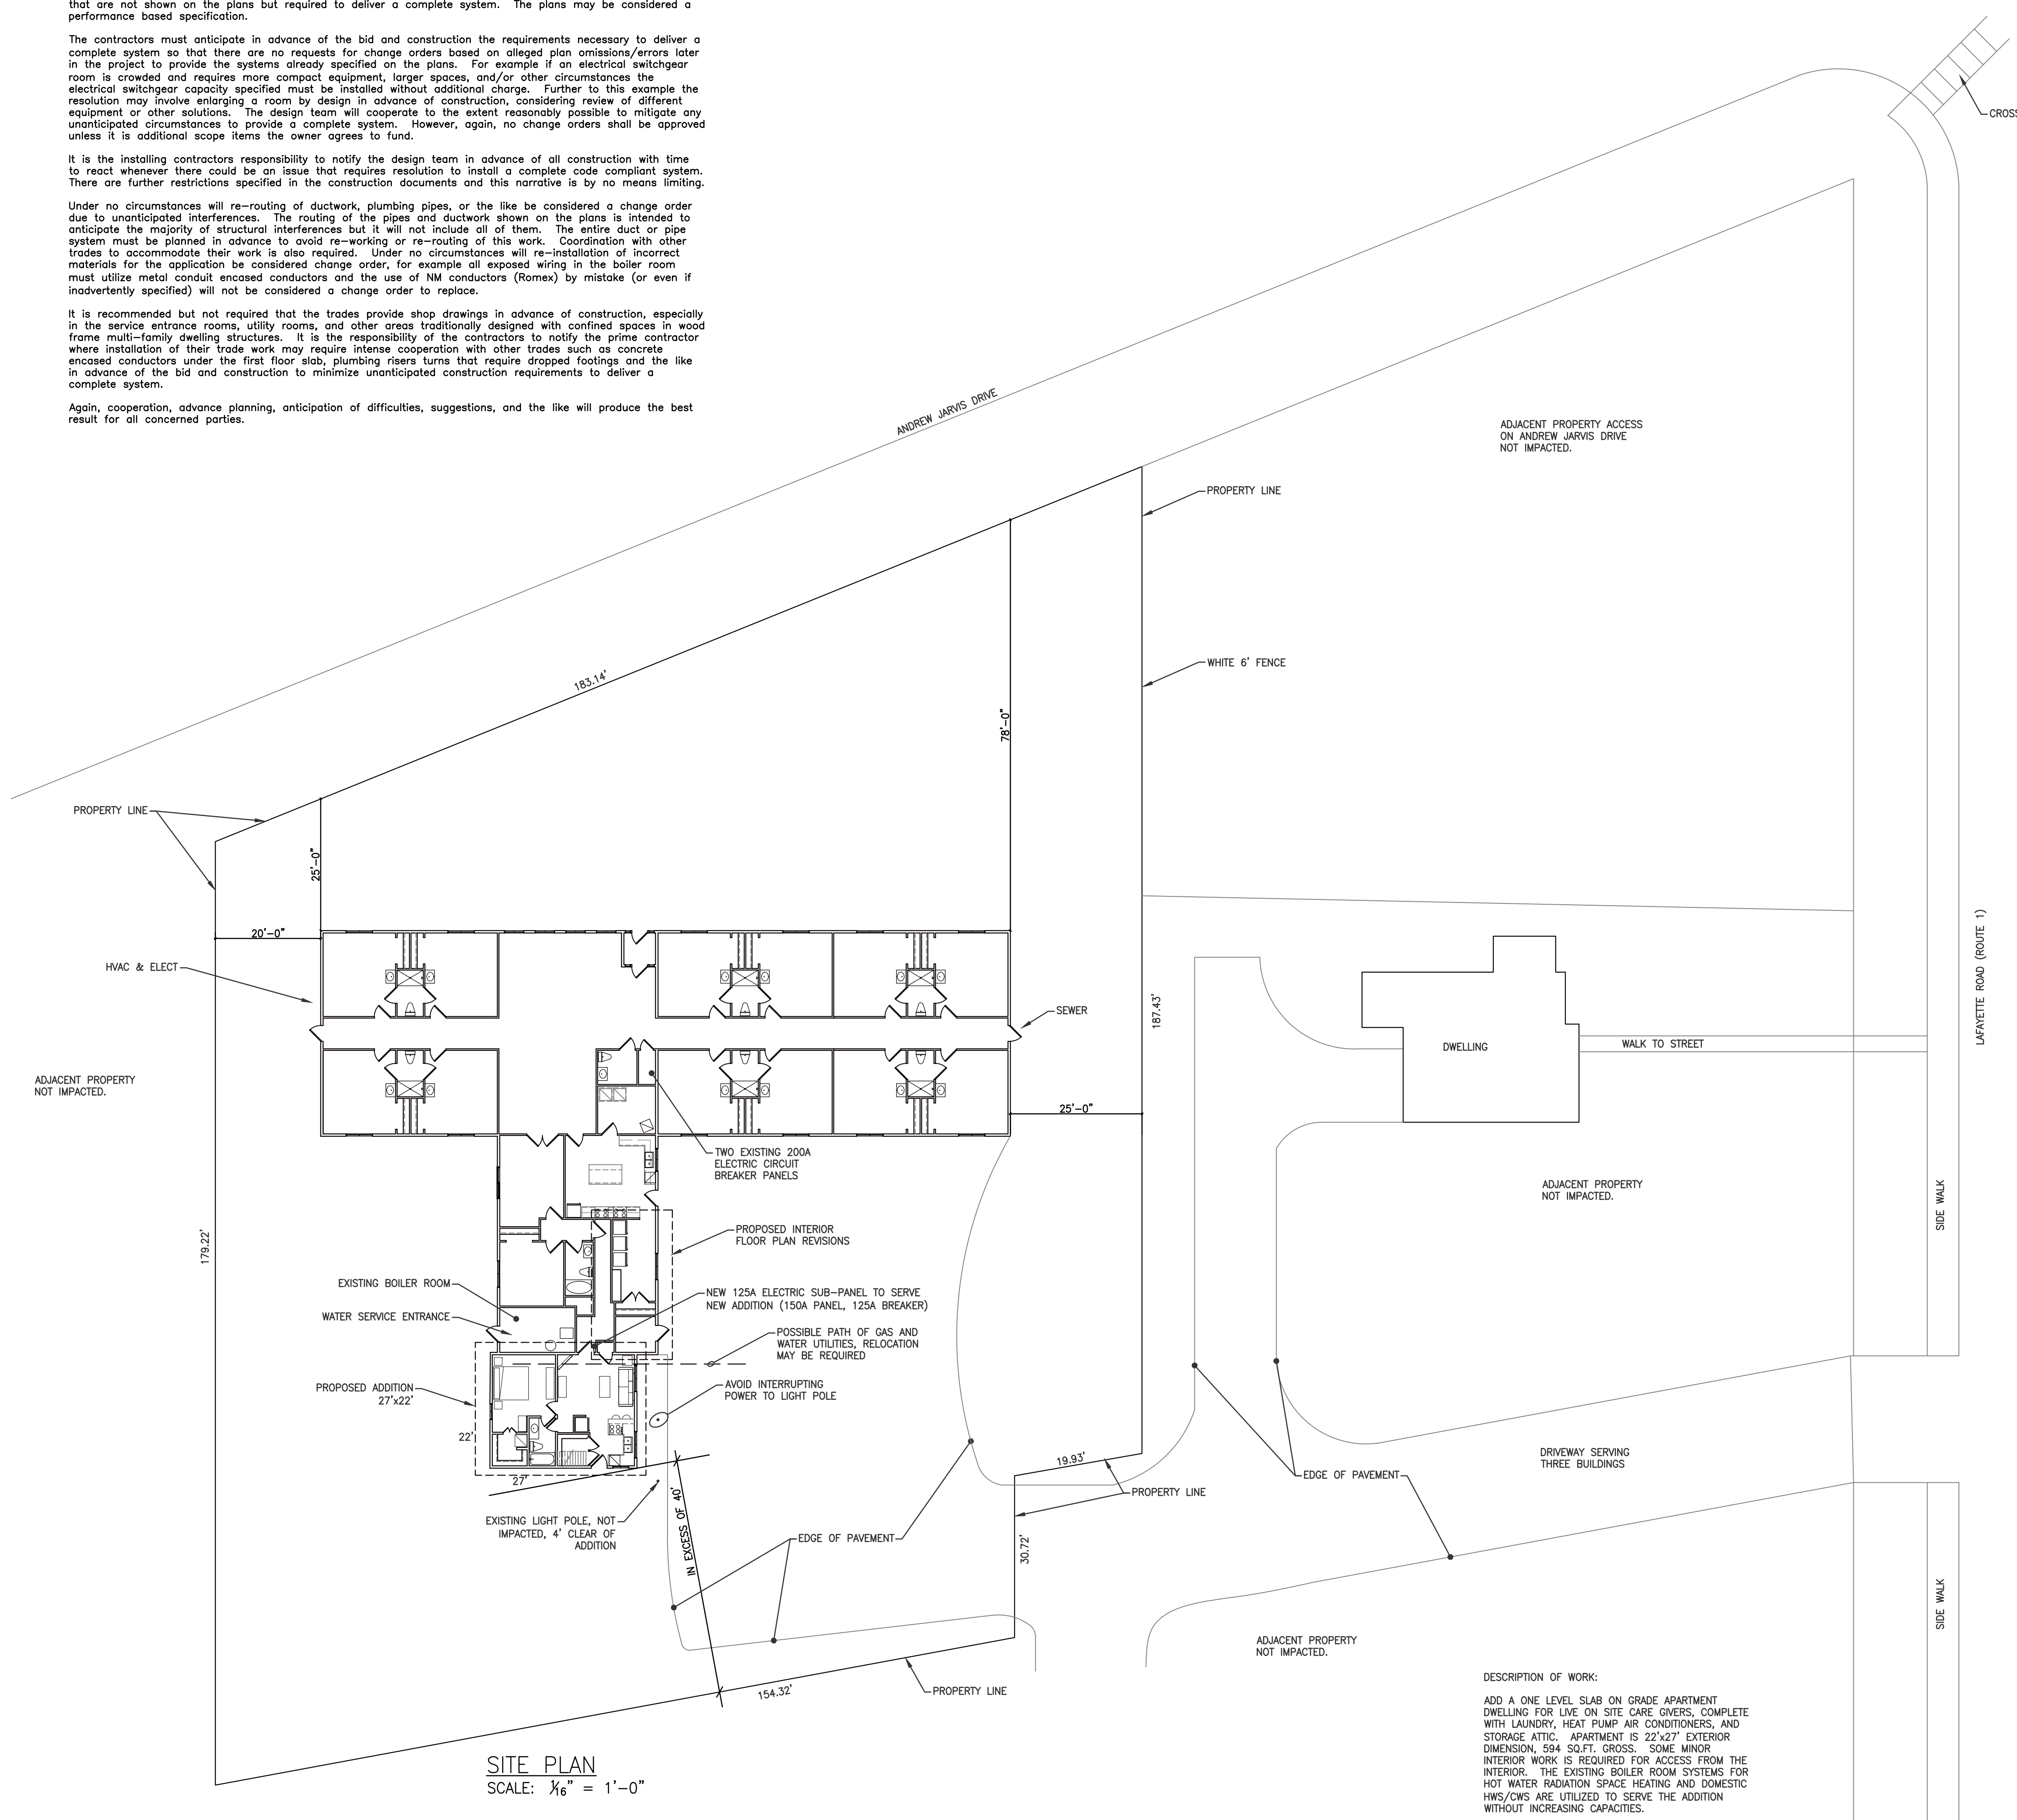 that are not shown on the plans but required to deliver a complete system. The plans may be considered a
performance based specification.
The contractors must anticipate in advance of the bid and construction the requirements necessary to deliver a
complete system so that there are no requests for change orders based on alleged plan omissions/errors later
in the project to provide the systems already specified on the plans. For example if an electrical switchgear
room is crowded and requires more compact equipment, larger spaces, and/or other circumstances the
electrical switchgear capacity specified must be installed without additional charge. Further to this example the
resolution may involve enlarging a room by design in advance of construction, considering review of different
equipment or other solutions. The design team will cooperate to the extent reasonably possible to mitigate any
unanticipated circumstances to provide a complete system. However, again, no change orders shall be approved
unless it is additional scope items the owner agrees to fund.
It is the installing contractors responsibility to notify the design team in advance of all construction with time
to react whenever there could be an issue that requires resolution to install a complete code compliant system.
There are further restrictions specified in the construction documents and this narrative is by no means limiting.
Under no circumstances will re-routing of ductwork, plumbing pipes, or the like be considered a change order
due to unanticipated interferences. The routing of the pipes and ductwork shown on the plans is intended to
anticipate the majority of structural interferences but it will not include all of them. The entire duct or pipe
system must be planned in advance to avoid re-working or re-routing of this work. Coordination with other
trades to accommodate their work is also required. Under no circumstances will re-installation of incorrect
materials for the application be considered change order, for example all exposed wiring in the boiler room
must utilize metal conduit encased conductors and the use of NM conductors (Romex) by mistake (or even if
inadvertently specified) will not be considered a change order to replace.
It is recommended but not required that the trades provide shop drawings in advance of construction, especially
in the service entrance rooms, utility rooms, and other areas traditionally designed with confined spaces in wood
frame multi-family dwelling structures. It is the responsibility of the contractors to notify the prime contractor
where installation of their trade work may require intense cooperation with other trades such as concrete
encased conductors under the first floor slab, plumbing risers turns that require dropped footings and the like
in advance of the bid and construction to minimize unanticipated construction requirements to deliver a
complete system.
Again, cooperation, advance planning, anticipation of difficulties, suggestions, and the like will produce the best
result for all concerned parties.
CROSS
ANDREW JARVIS DRIVE
ADJACENT PROPERTY ACCESS
ON ANDREW JARVIS DRIVE
NOT IMPACTED.
PROPERTY LINE
WHITE 6' FENCE
183.14'
78'-0"
PROPERTY LINE
25'-0"
20'-0"
HVAC & ELECT
SEWER
187.43'
DWELLING
WALK TO STREET
LAFAYETTE ROAD (ROUTE 1)
ADJACENT PROPERTY
NOT IMPACTED.
25'-0"
TWO EXISTING 200A
ELECTRIC CIRCUIT
BREAKER PANELS
ADJACENT PROPERTY
NOT IMPACTED.
SIDE WALK
179.22'
PROPOSED INTERIOR
FLOOR PLAN REVISIONS
EXISTING BOILER ROOM
WATER SERVICE ENTRANCE
NEW 125A ELECTRIC SUB-PANEL TO SERVE
NEW ADDITION (150A PANEL, 125A BREAKER)
POSSIBLE PATH OF GAS AND
WATER UTILITIES, RELOCATION
MAY BE REQUIRED
PROPOSED ADDITION
27'x22'
AVOID INTERRUPTING
POWER TO LIGHT POLE
22'
27'
19.93'
DRIVEWAY SERVING
THREE BUILDINGS
EDGE OF PAVEMENT
PROPERTY LINE
EXISTING LIGHT POLE, NOT
IMPACTED, 4' CLEAR OF
ADDITION
IN EXCESS OF 40'
EDGE OF PAVEMENT
30.72'
SIDE WALK
ADJACENT PROPERTY
NOT IMPACTED.
154.32'
PROPERTY LINE
DESCRIPTION OF WORK:
ADD A ONE LEVEL SLAB ON GRADE APARTMENT
DWELLING FOR LIVE ON SITE CARE GIVERS, COMPLETE
WITH LAUNDRY, HEAT PUMP AIR CONDITIONERS, AND
STORAGE ATTIC. APARTMENT IS 22'x27' EXTERIOR
DIMENSION, 594 SQ.FT. GROSS. SOME MINOR
INTERIOR WORK IS REQUIRED FOR ACCESS FROM THE
INTERIOR. THE EXISTING BOILER ROOM SYSTEMS FOR
HOT WATER RADIATION SPACE HEATING AND DOMESTIC
HWS/CWS ARE UTILIZED TO SERVE THE ADDITION
WITHOUT INCREASING CAPACITIES.
SITE PLAN
SCALE: 1/16" = 1'-0"